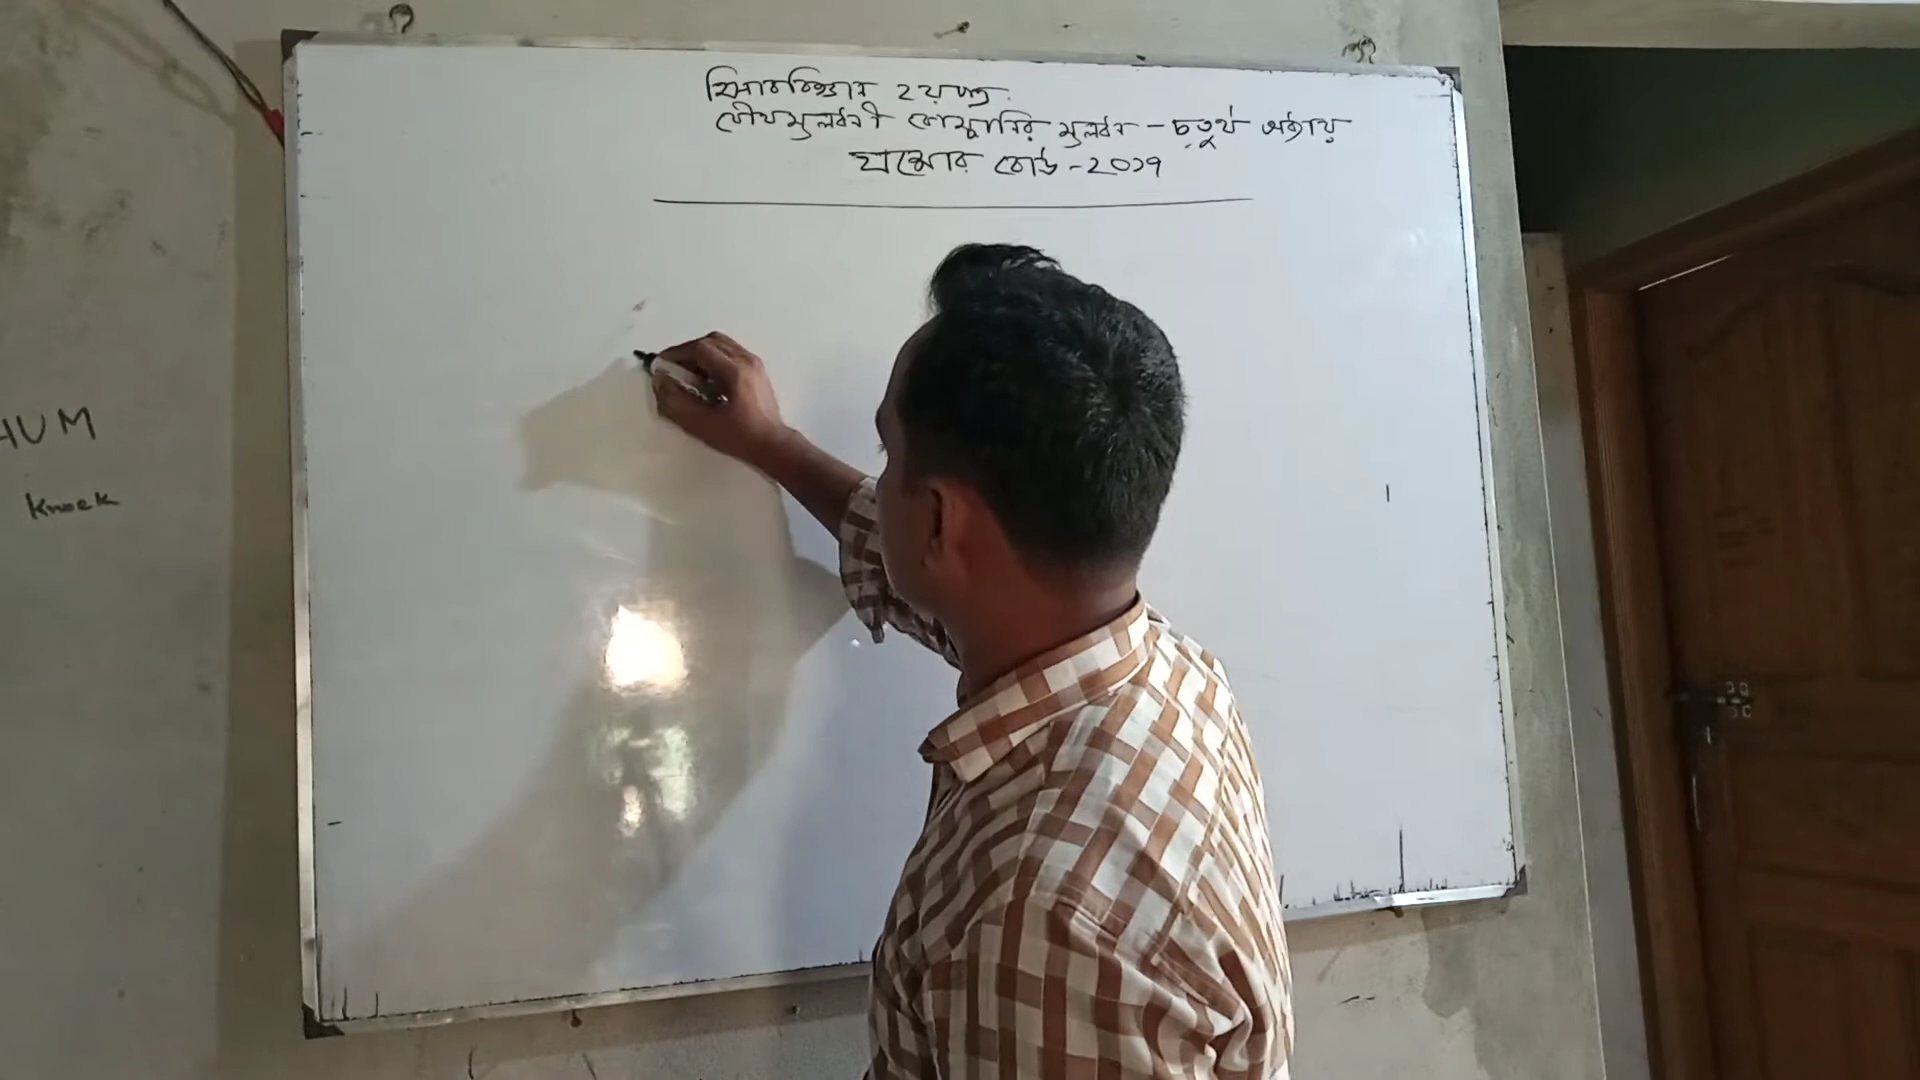 হিসাববিজ্ঞান ২য় পত্র
যৌথমূলধনী কোম্পানির মূলধন - চতুর্থ অধ্যায়
যশোর বোর্ড - ২০১৭
HUM
Knock